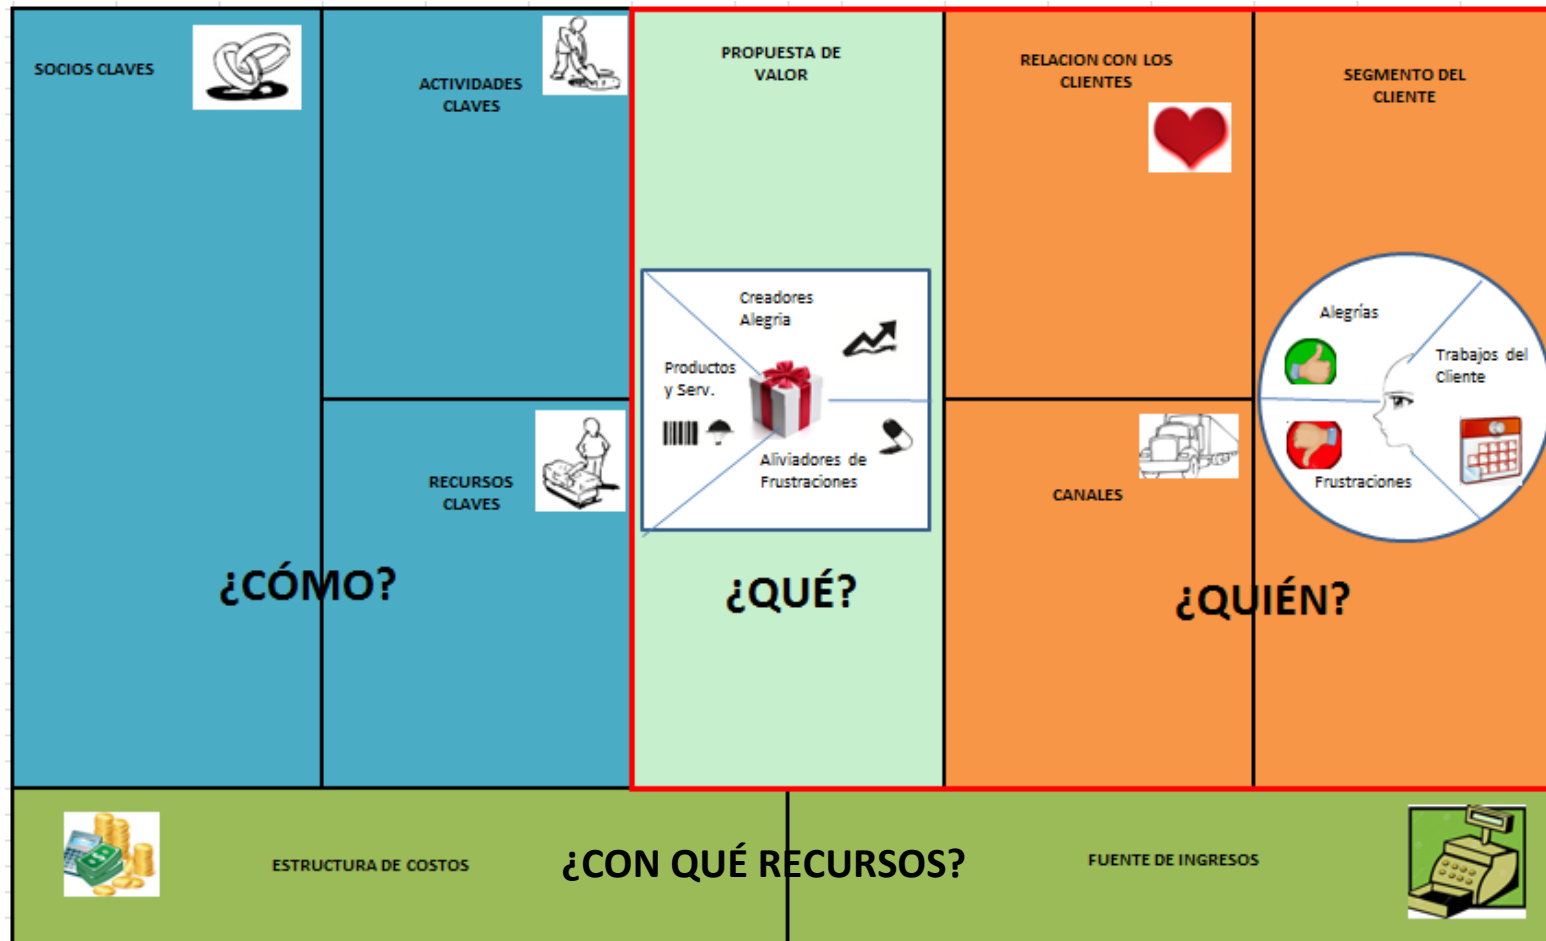 SOCIOS CLAVES
ACTIVIDADES
CLAVES
RECURSOS
CLAVES
¿CÓMO?
PROPUESTA DE
VALOR
Creadores
Alegria
Productos
y Serv.
Aliviadores de
Frustraciones
¿QUÉ?
RELACION CON LOS
CLIENTES
CANALES
SEGMENTO DEL
CLIENTE
Alegrías
Trabajos del
Cliente
Frustraciones
¿QUIÉN?
ESTRUCTURA DE COSTOS
¿CON QUÉ RECURSOS?
FUENTE DE INGRESOS